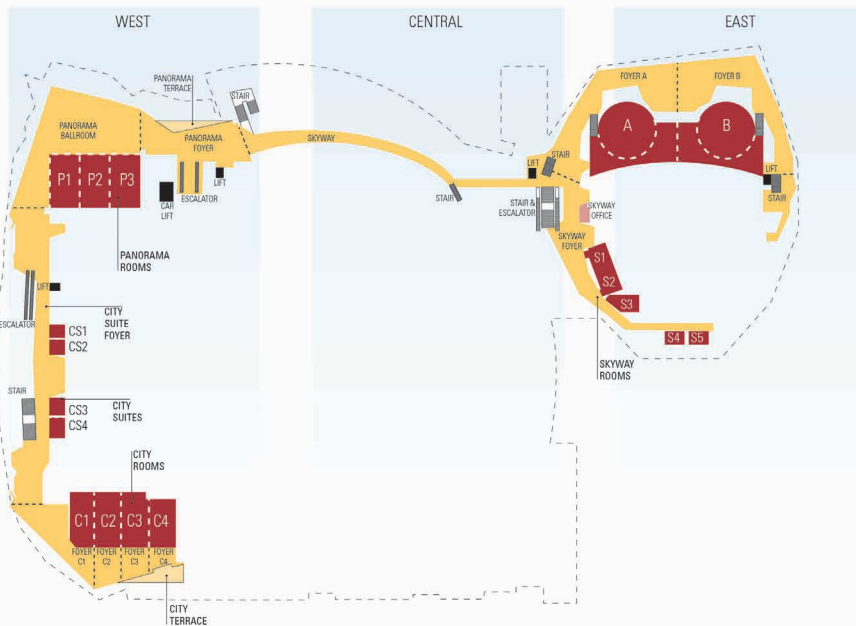 WEST
CENTRAL
EAST
PANORAMA
TERRACE
STAIR
FOYER A
FOYER B
PANORAMA
BALLROOM
PANORAMA
FOYER
SKYWAY
A
B
P1
P2
P3
LIFT
ESCALATOR
CAR
LIFT
STAIR
LIFT
STAIR
LIFT
STAIR
STAIR &
ESCALATOR
SKYWAY
OFFICE
SKYWAY
FOYER
PANORAMA
ROOMS
S1
S2
S3
LIFT
ESCALATOR
CITY
SUITE
FOYER
CS1
CS2
S4
S5
SKYWAY
ROOMS
STAIR
CS3
CS4
CITY
SUITES
CITY
ROOMS
C1
C2
C3
C4
FOYER
C1
FOYER
C2
FOYER
C3
FOYER
C4
CITY
TERRACE